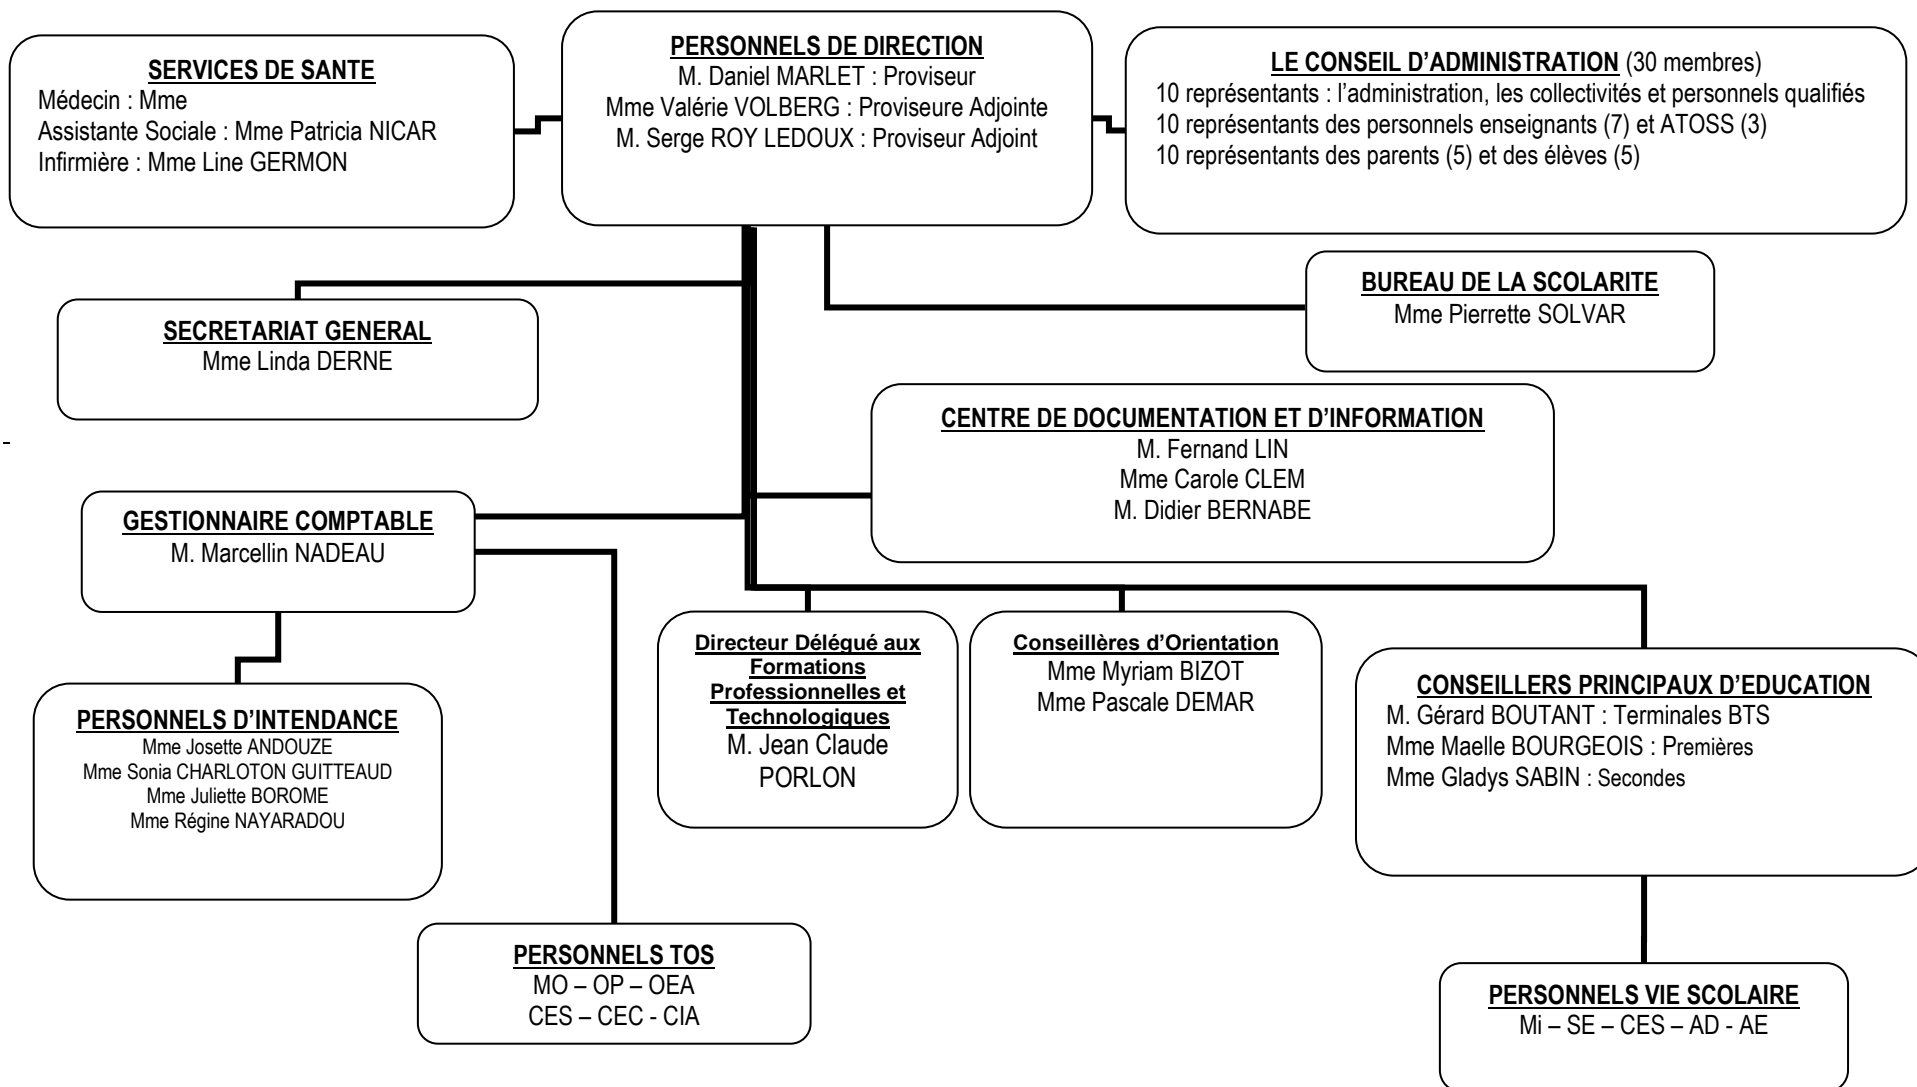 SERVICES DE SANTE
Médecin : Mme
Assistante Sociale : Mme Patricia NICAR
Infirmière : Mme Line GERMON
PERSONNELS DE DIRECTION
M. Daniel MARLET : Proviseur
Mme Valérie VOLBERG : Proviseure Adjointe
M. Serge ROY LEDOUX : Proviseur Adjoint
LE CONSEIL D’ADMINISTRATION (30 membres)
10 représentants : l’administration, les collectivités et personnels qualifiés
10 représentants des personnels enseignants (7) et ATOSS (3)
10 représentants des parents (5) et des élèves (5)
BUREAU DE LA SCOLARITE
Mme Pierrette SOLVAR
SECRETARIAT GENERAL
Mme Linda DERNE
CENTRE DE DOCUMENTATION ET D’INFORMATION
M. Fernand LIN
Mme Carole CLEM
M. Didier BERNABE
-
GESTIONNAIRE COMPTABLE
M. Marcellin NADEAU
Directeur Délégué aux
Formations
Professionnelles et
Technologiques
M. Jean Claude
PORLON
Conseillères d’Orientation
Mme Myriam BIZOT
Mme Pascale DEMAR
CONSEILLERS PRINCIPAUX D’EDUCATION
M. Gérard BOUTANT : Terminales BTS
Mme Maelle BOURGEOIS : Premières
Mme Gladys SABIN : Secondes
PERSONNELS D’INTENDANCE
Mme Josette ANDOUZE
Mme Sonia CHARLOTON GUITTEAUD
Mme Juliette BOROME
Mme Régine NAYARADOU
PERSONNELS TOS
MO – OP – OEA
CES – CEC - CIA
PERSONNELS VIE SCOLAIRE
Mi – SE – CES – AD - AE